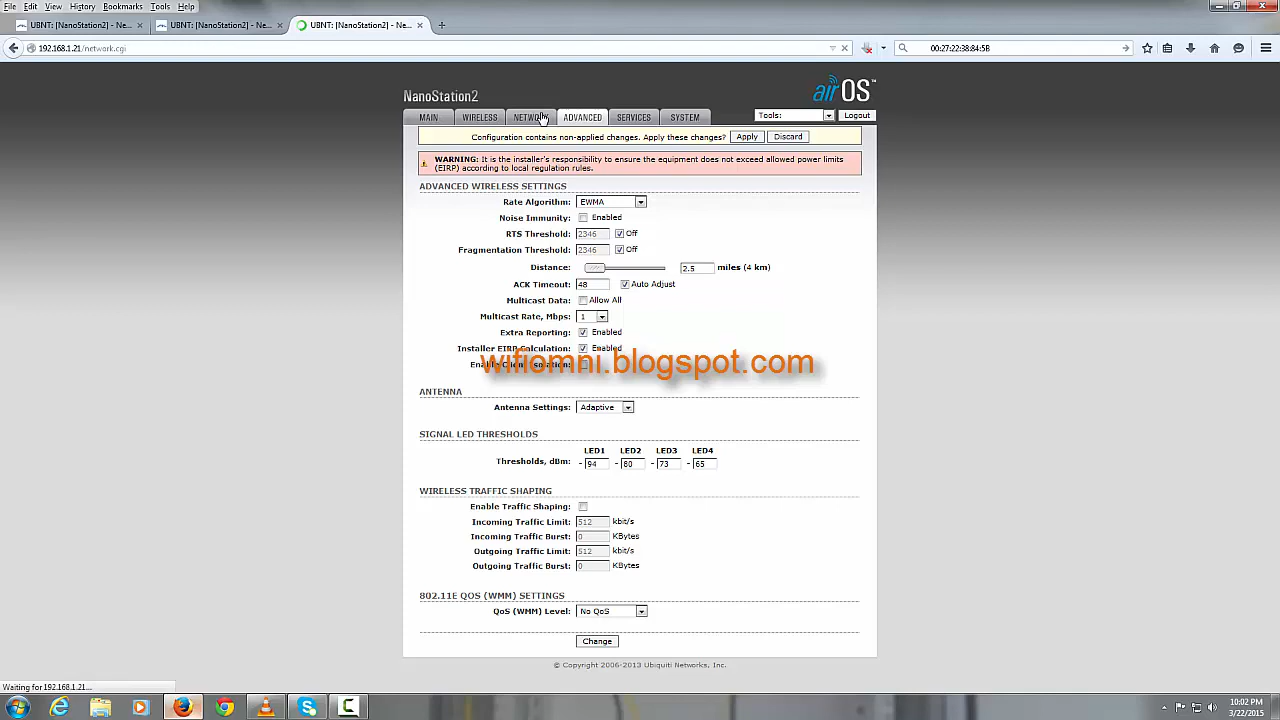 File Edit View History Bookmarks Tools Help
UBNT: [NanoStation2] - Ne... × UBNT: [NanoStation2] - Ne... × UBNT: [NanoStation2] - Ne... × +
192.168.1.21/network.cgi 00:27:22:38:84:5B
NanoStation2 airOS™
MAIN WIRELESS NETWORK ADVANCED SERVICES SYSTEM Tools: Logout
Configuration contains non-applied changes. Apply these changes? Apply Discard
WARNING: It is the installer's responsibility to ensure the equipment does not exceed allowed power limits
(EIRP) according to local regulation rules.
ADVANCED WIRELESS SETTINGS
Rate Algorithm: EWMA
Noise Immunity: Enabled
RTS Threshold: 2346 Off
Fragmentation Threshold: 2346 Off
Distance: 2.5 miles (4 km)
ACK Timeout: 48 Auto Adjust
Multicast Data: Allow All
Multicast Rate, Mbps: 1
Extra Reporting: Enabled
Installer EIRP Calculation: Enabled
wifiomni.blogspot.com
Enable Client Isolation:
ANTENNA
Antenna Settings: Adaptive
SIGNAL LED THRESHOLDS
LED1 LED2 LED3 LED4
Thresholds, dBm: - 94 - 80 - 73 - 65
WIRELESS TRAFFIC SHAPING
Enable Traffic Shaping:
Incoming Traffic Limit: 512 kbit/s
Incoming Traffic Burst: 0 KBytes
Outgoing Traffic Limit: 512 kbit/s
Outgoing Traffic Burst: 0 KBytes
802.11E QOS (WMM) SETTINGS
QoS (WMM) Level: No QoS
Change
© Copyright 2006-2013 Ubiquiti Networks, Inc.
Waiting for 192.168.1.21...
10:02 PM
3/22/2015